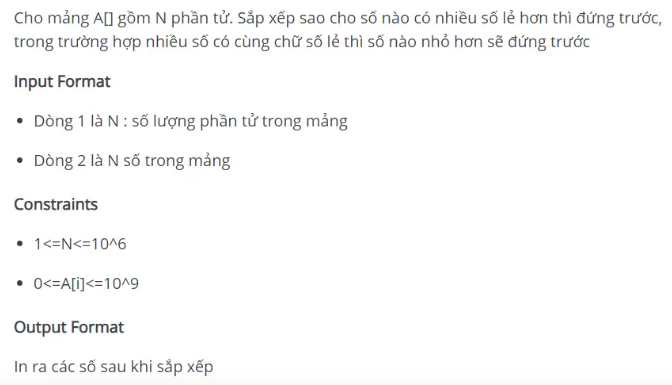 Cho mảng A[] gồm N phần tử. Sắp xếp sao cho số nào có nhiều số lẻ hơn thì đứng trước,
trong trường hợp nhiều số có cùng chữ số lẻ thì số nào nhỏ hơn sẽ đứng trước
Input Format
• Dòng 1 là N : số lượng phần tử trong mảng
• Dòng 2 là N số trong mảng
Constraints
• 1<=N<=10^6
• 0<=A[i]<=10^9
Output Format
In ra các số sau khi sắp xếp